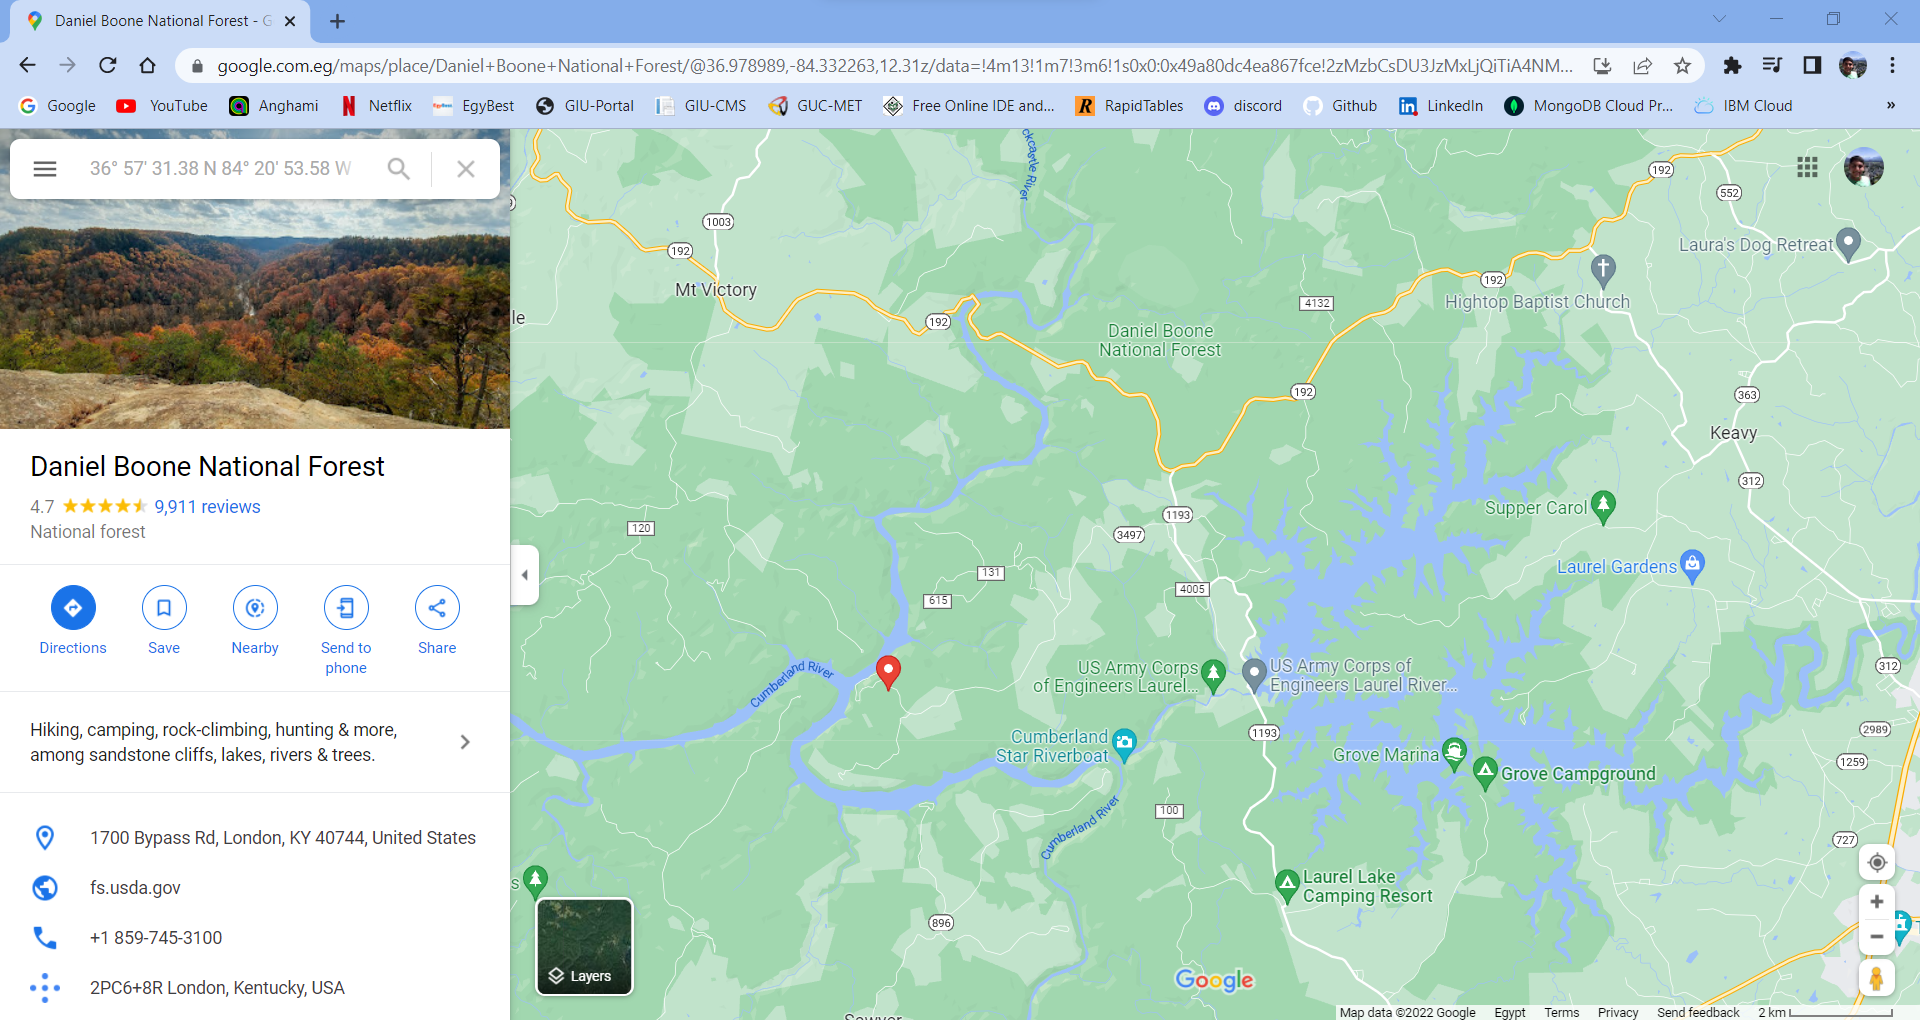 Daniel Boone National Forest - G
google.com.eg/maps/place/Daniel+Boone+National+Forest/@36.978989,-84.332263,12.31z/data=!4m13!1m7!3m6!1s0x0:0x49a80dc4ea867fce!2zMzbCsDU3JzMxLjQiTiA4NM...
Google YouTube Anghami Netflix EgyBest GIU-Portal GIU-CMS GUC-MET Free Online IDE and... RapidTables discord Github LinkedIn MongoDB Cloud Pr... IBM Cloud »
36° 57' 31.38 N 84° 20' 53.58 W
Daniel Boone National Forest
4.7 9,911 reviews
National forest
Directions
Save
Nearby
Send to
phone
Share
Hiking, camping, rock-climbing, hunting & more,
among sandstone cliffs, lakes, rivers & trees.
1700 Bypass Rd, London, KY 40744, United States
fs.usda.gov
+1 859-745-3100
2PC6+8R London, Kentucky, USA
ckcastle River
192
552
1003
Laura's Dog Retreat
192
192
Mt Victory
Hightop Baptist Church
4132
le
192
Daniel Boone
National Forest
192
363
Keavy
312
Supper Carol
1193
120
3497
Laurel Gardens
131
4005
615
Cumberland River
US Army Corps
of Engineers Laurel...
US Army Corps of
Engineers Laurel River...
312
Cumberland
Star Riverboat
1193
2989
Grove Marina
1259
Grove Campground
100
Cumberland River
727
s
Laurel Lake
Camping Resort
896
Layers
Google
Sawyer
Map data ©2022 Google Egypt Terms Privacy Send feedback 2 km